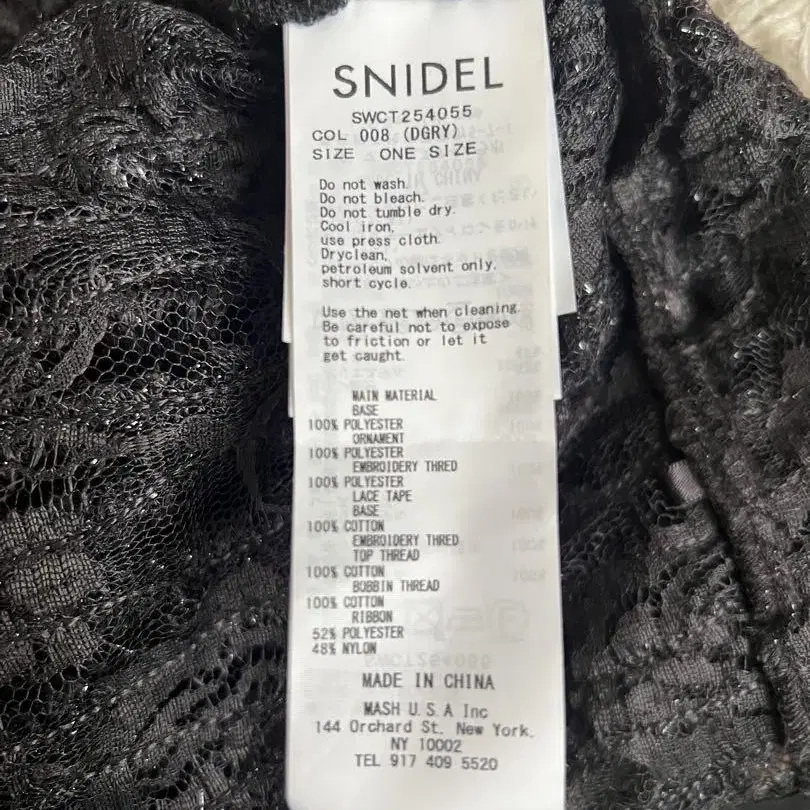 SNIDEL
SWCT254055
COL 008 (DGRY)
SIZE ONE SIZE
Do not wash.
Do not bleach.
Do not tumble dry.
Cool iron,
use press cloth.
Dryclean,
petroleum solvent only.
short cycle.
Use the net when cleaning.
Be careful not to expose
to friction or let it
get caught.
MAIN MATERIAL
BASE
100% POLYESTER
ORNAMENT
100% POLYESTER
EMBROIDERY THRED
100% POLYESTER
LACE TAPE
BASE
100% COTTON
EMBROIDERY THRED
TOP THREAD
100% COTTON
BOBBIN THREAD
100% COTTON
RIBBON
52% POLYESTER
48% NYLON
MADE IN CHINA
MASH U.S.A Inc
144 Orchard St. New York,
NY 10002
TEL 917 409 5520